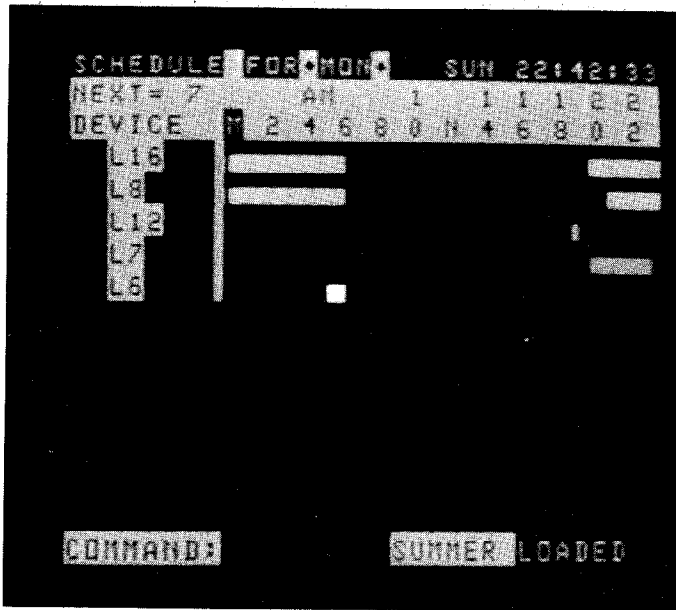 SCHEDULE FOR *MON* SUN 22:42:33
NEXT= 7 AM 1 1 1 1 2 2
DEVICE M 2 4 6 8 0 N 4 6 8 0 2
L16
L8
L12
L7
L6
COMMAND: SUMMER LOADED